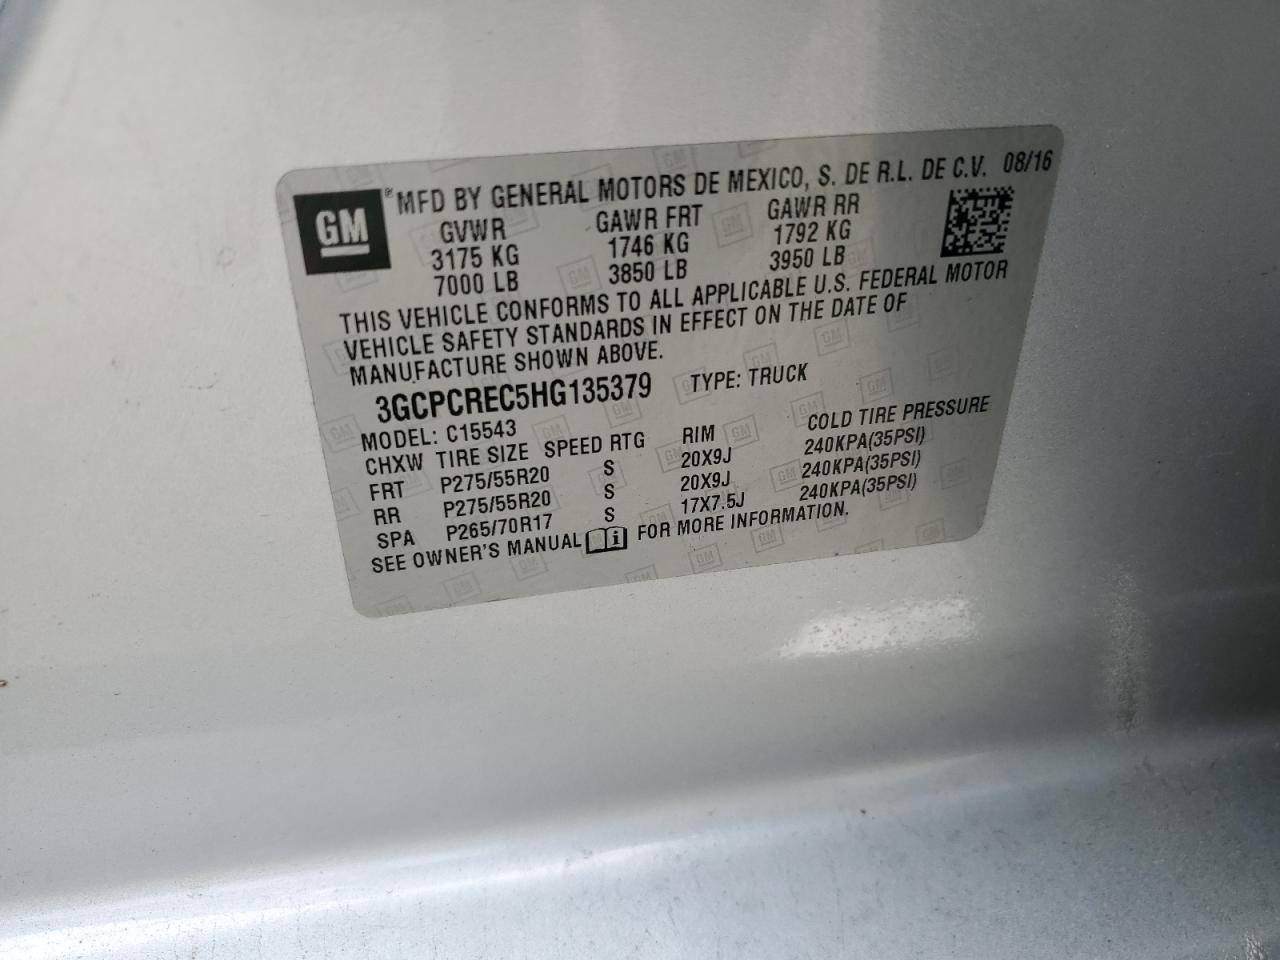 GM
MFD BY GENERAL MOTORS DE MEXICO, S. DE R.L. DE C.V. 08/16
GVWR GAWR FRT GAWR RR
3175 KG 1746 KG 1792 KG
7000 LB 3850 LB 3950 LB
THIS VEHICLE CONFORMS TO ALL APPLICABLE U.S. FEDERAL MOTOR
VEHICLE SAFETY STANDARDS IN EFFECT ON THE DATE OF
MANUFACTURE SHOWN ABOVE.
3GCPCREC5HG135379 TYPE: TRUCK
MODEL: C15543
CHXW TIRE SIZE SPEED RTG RIM COLD TIRE PRESSURE
FRT P275/55R20 S 20X9J 240KPA(35PSI)
RR P275/55R20 S 20X9J 240KPA(35PSI)
SPA P265/70R17 S 17X7.5J 240KPA(35PSI)
SEE OWNER'S MANUAL FOR MORE INFORMATION.